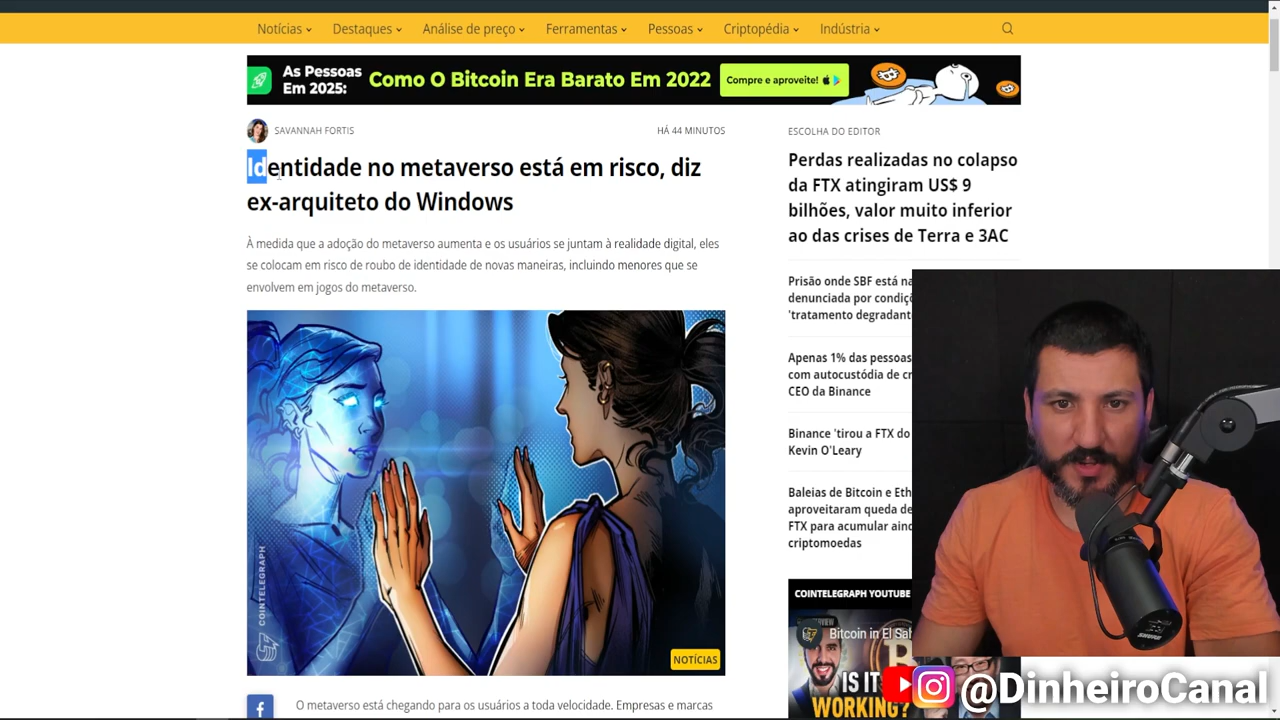 Notícias Destaques Análise de preço Ferramentas Pessoas Criptopédia Indústria
As Pessoas
Em 2025:
Como O Bitcoin Era Barato Em 2022
Compre e aproveite!
SAVANNAH FORTIS
HÁ 44 MINUTOS
Identidade no metaverso está em risco, diz
ex-arquiteto do Windows
À medida que a adoção do metaverso aumenta e os usuários se juntam à realidade digital, eles
se colocam em risco de roubo de identidade de novas maneiras, incluindo menores que se
envolvem em jogos do metaverso.
COINTELEGRAPH
NOTÍCIAS
O metaverso está chegando para os usuários a toda velocidade. Empresas e marcas
ESCOLHA DO EDITOR
Perdas realizadas no colapso
da FTX atingiram US$ 9
bilhões, valor muito inferior
ao das crises de Terra e 3AC
Prisão onde SBF está
denunciada por
'tratamento degradant
Apenas 1% das pessoas
com autocustódia de
CEO da Binance
Binance 'tirou a FTX do
Kevin O'Leary
Baleias de Bitcoin e Eth
aproveitaram queda de
FTX para acumular
criptomoedas
COINTELEGRAPH YOUTUBE
Bitcoin in El
IS IT
WORKING?
SHURE
@DinheiroCanal